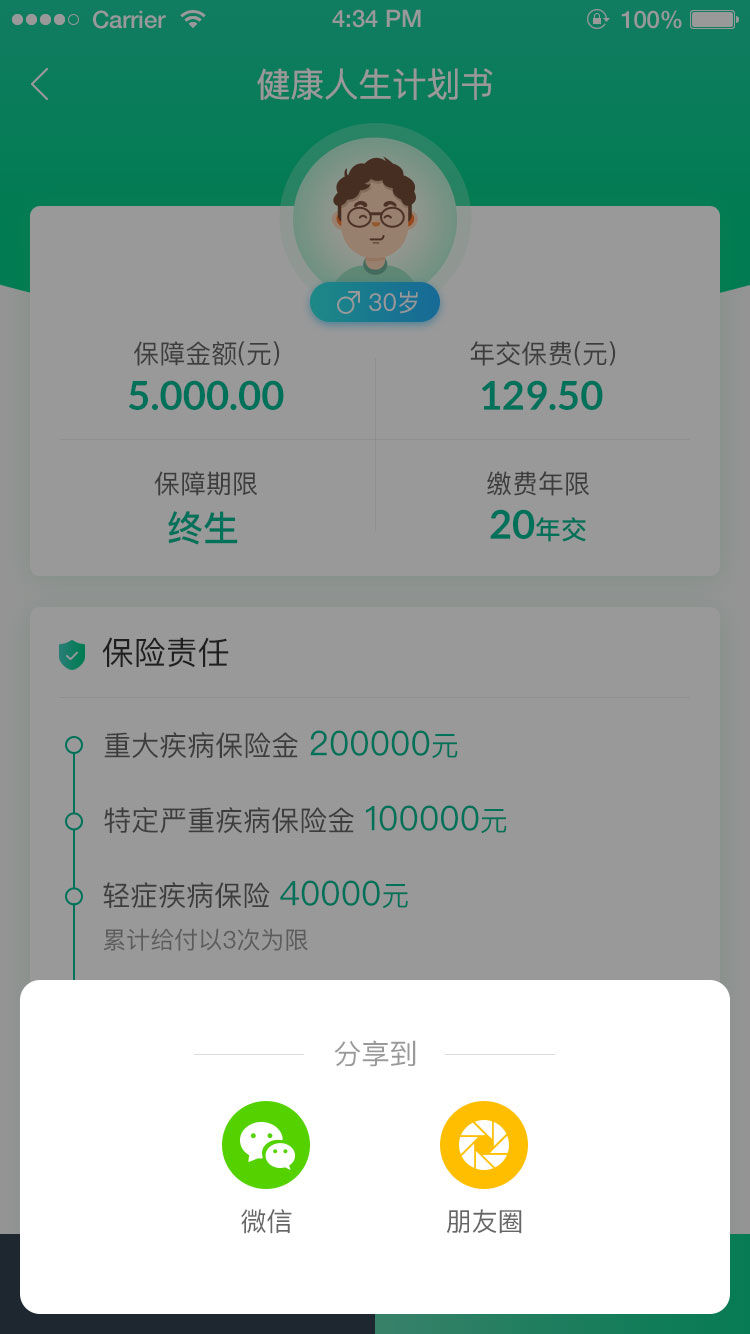 Carrier 4:34 PM 100%
健康人生计划书
30岁
保障金额(元) 年交保费(元)
5.000.00 129.50
保障期限 缴费年限
终生 20年交
保险责任
重大疾病保险金 200000元
特定严重疾病保险金 100000元
轻症疾病保险 40000元
累计给付以3次为限
分享到
微信 朋友圈